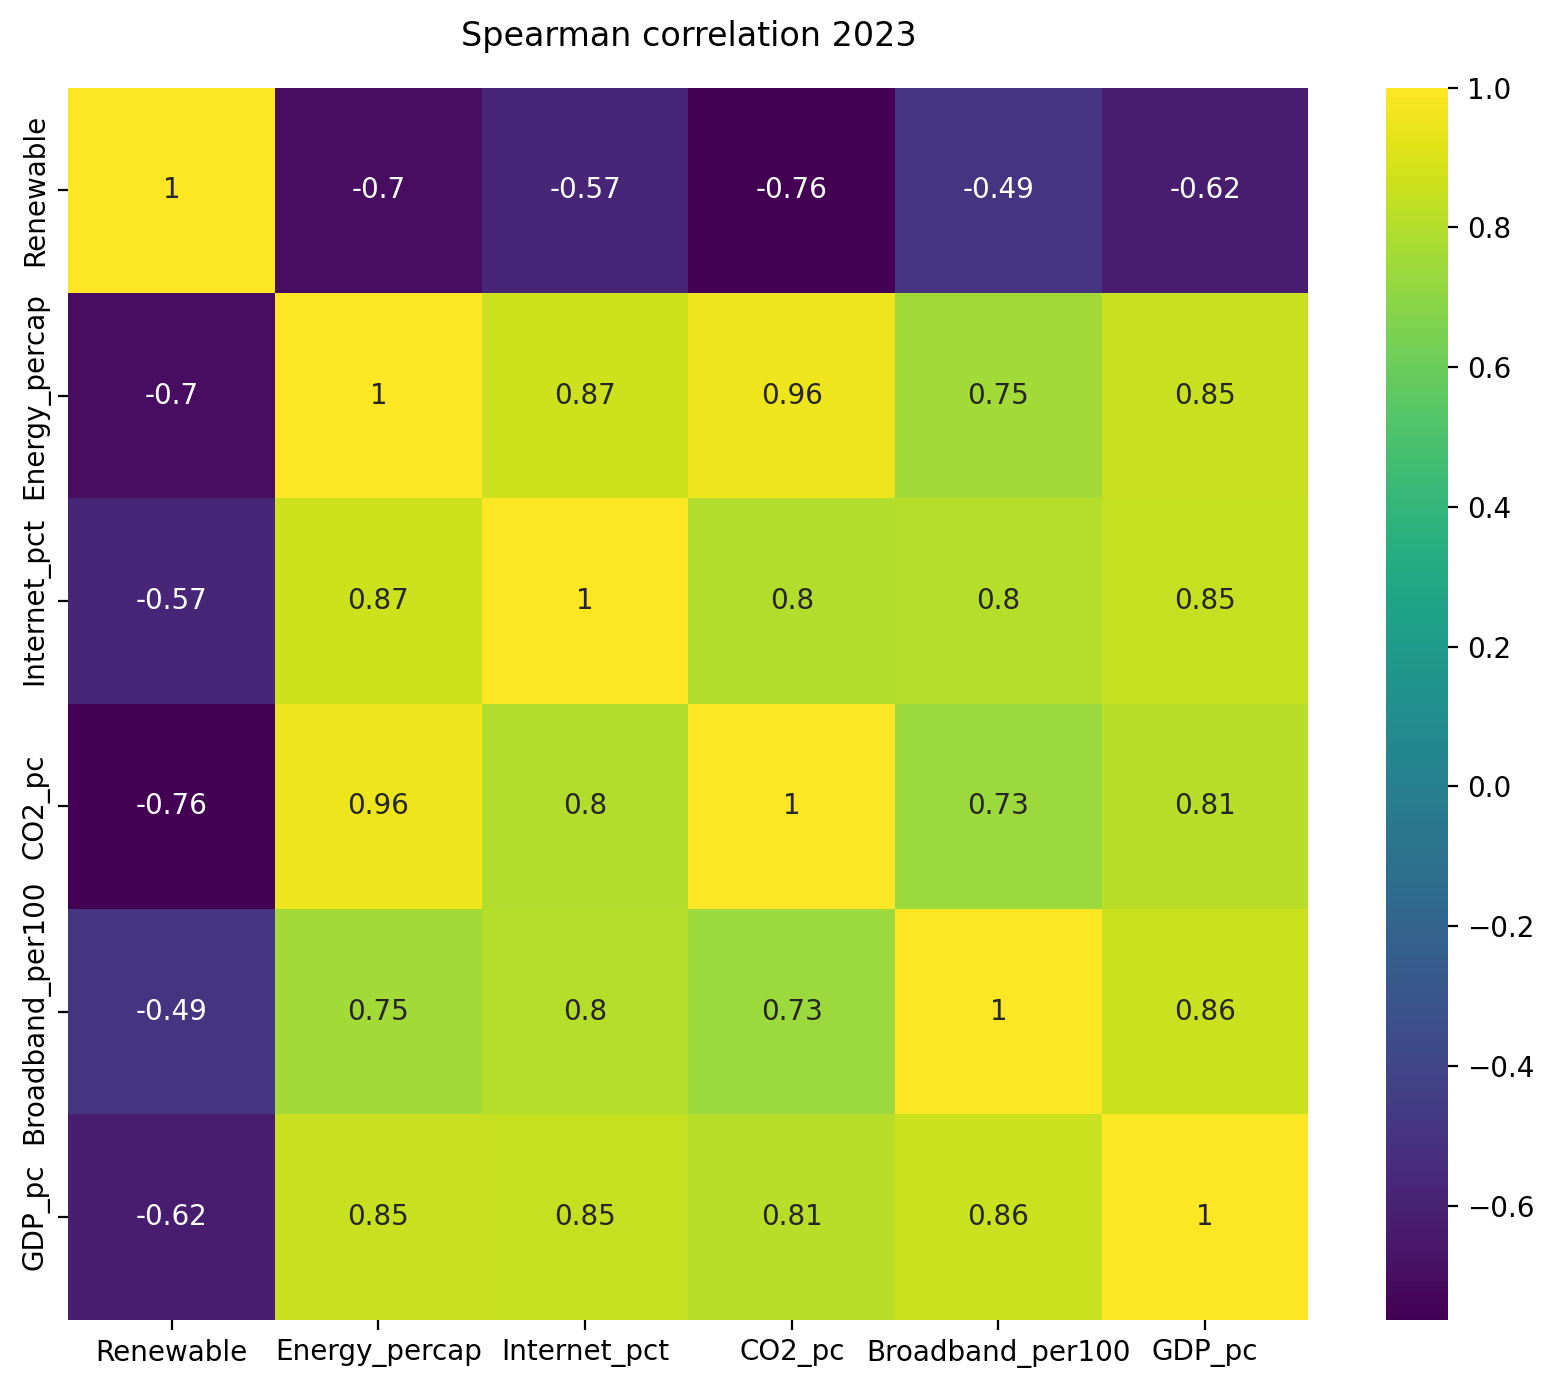 Spearman correlation 2023
Renewable 1 -0.7 -0.57 -0.76 -0.49 -0.62
Energy_percap -0.7 1 0.87 0.96 0.75 0.85
Internet_pct -0.57 0.87 1 0.8 0.8 0.85
CO2_pc -0.76 0.96 0.8 1 0.73 0.81
Broadband_per100 -0.49 0.75 0.8 0.73 1 0.86
GDP_pc -0.62 0.85 0.85 0.81 0.86 1
Renewable Energy_percap Internet_pct CO2_pc Broadband_per100 GDP_pc
1.0
0.8
0.6
0.4
0.2
0.0
−0.2
−0.4
−0.6